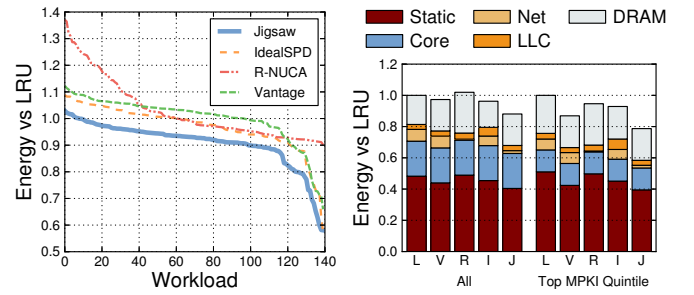 1.4
1.3
1.2
1.1
1.0
0.9
0.8
0.7
0.6
0.5
Energy vs LRU
0 20 40 60 80 100 120 140
Workload
Jigsaw
IdealSPD
R-NUCA
Vantage
Static Net DRAM
Core LLC
1.2
1.0
0.8
0.6
0.4
0.2
0.0
Energy vs LRU
L V R I J L V R I J
All Top MPKI Quintile